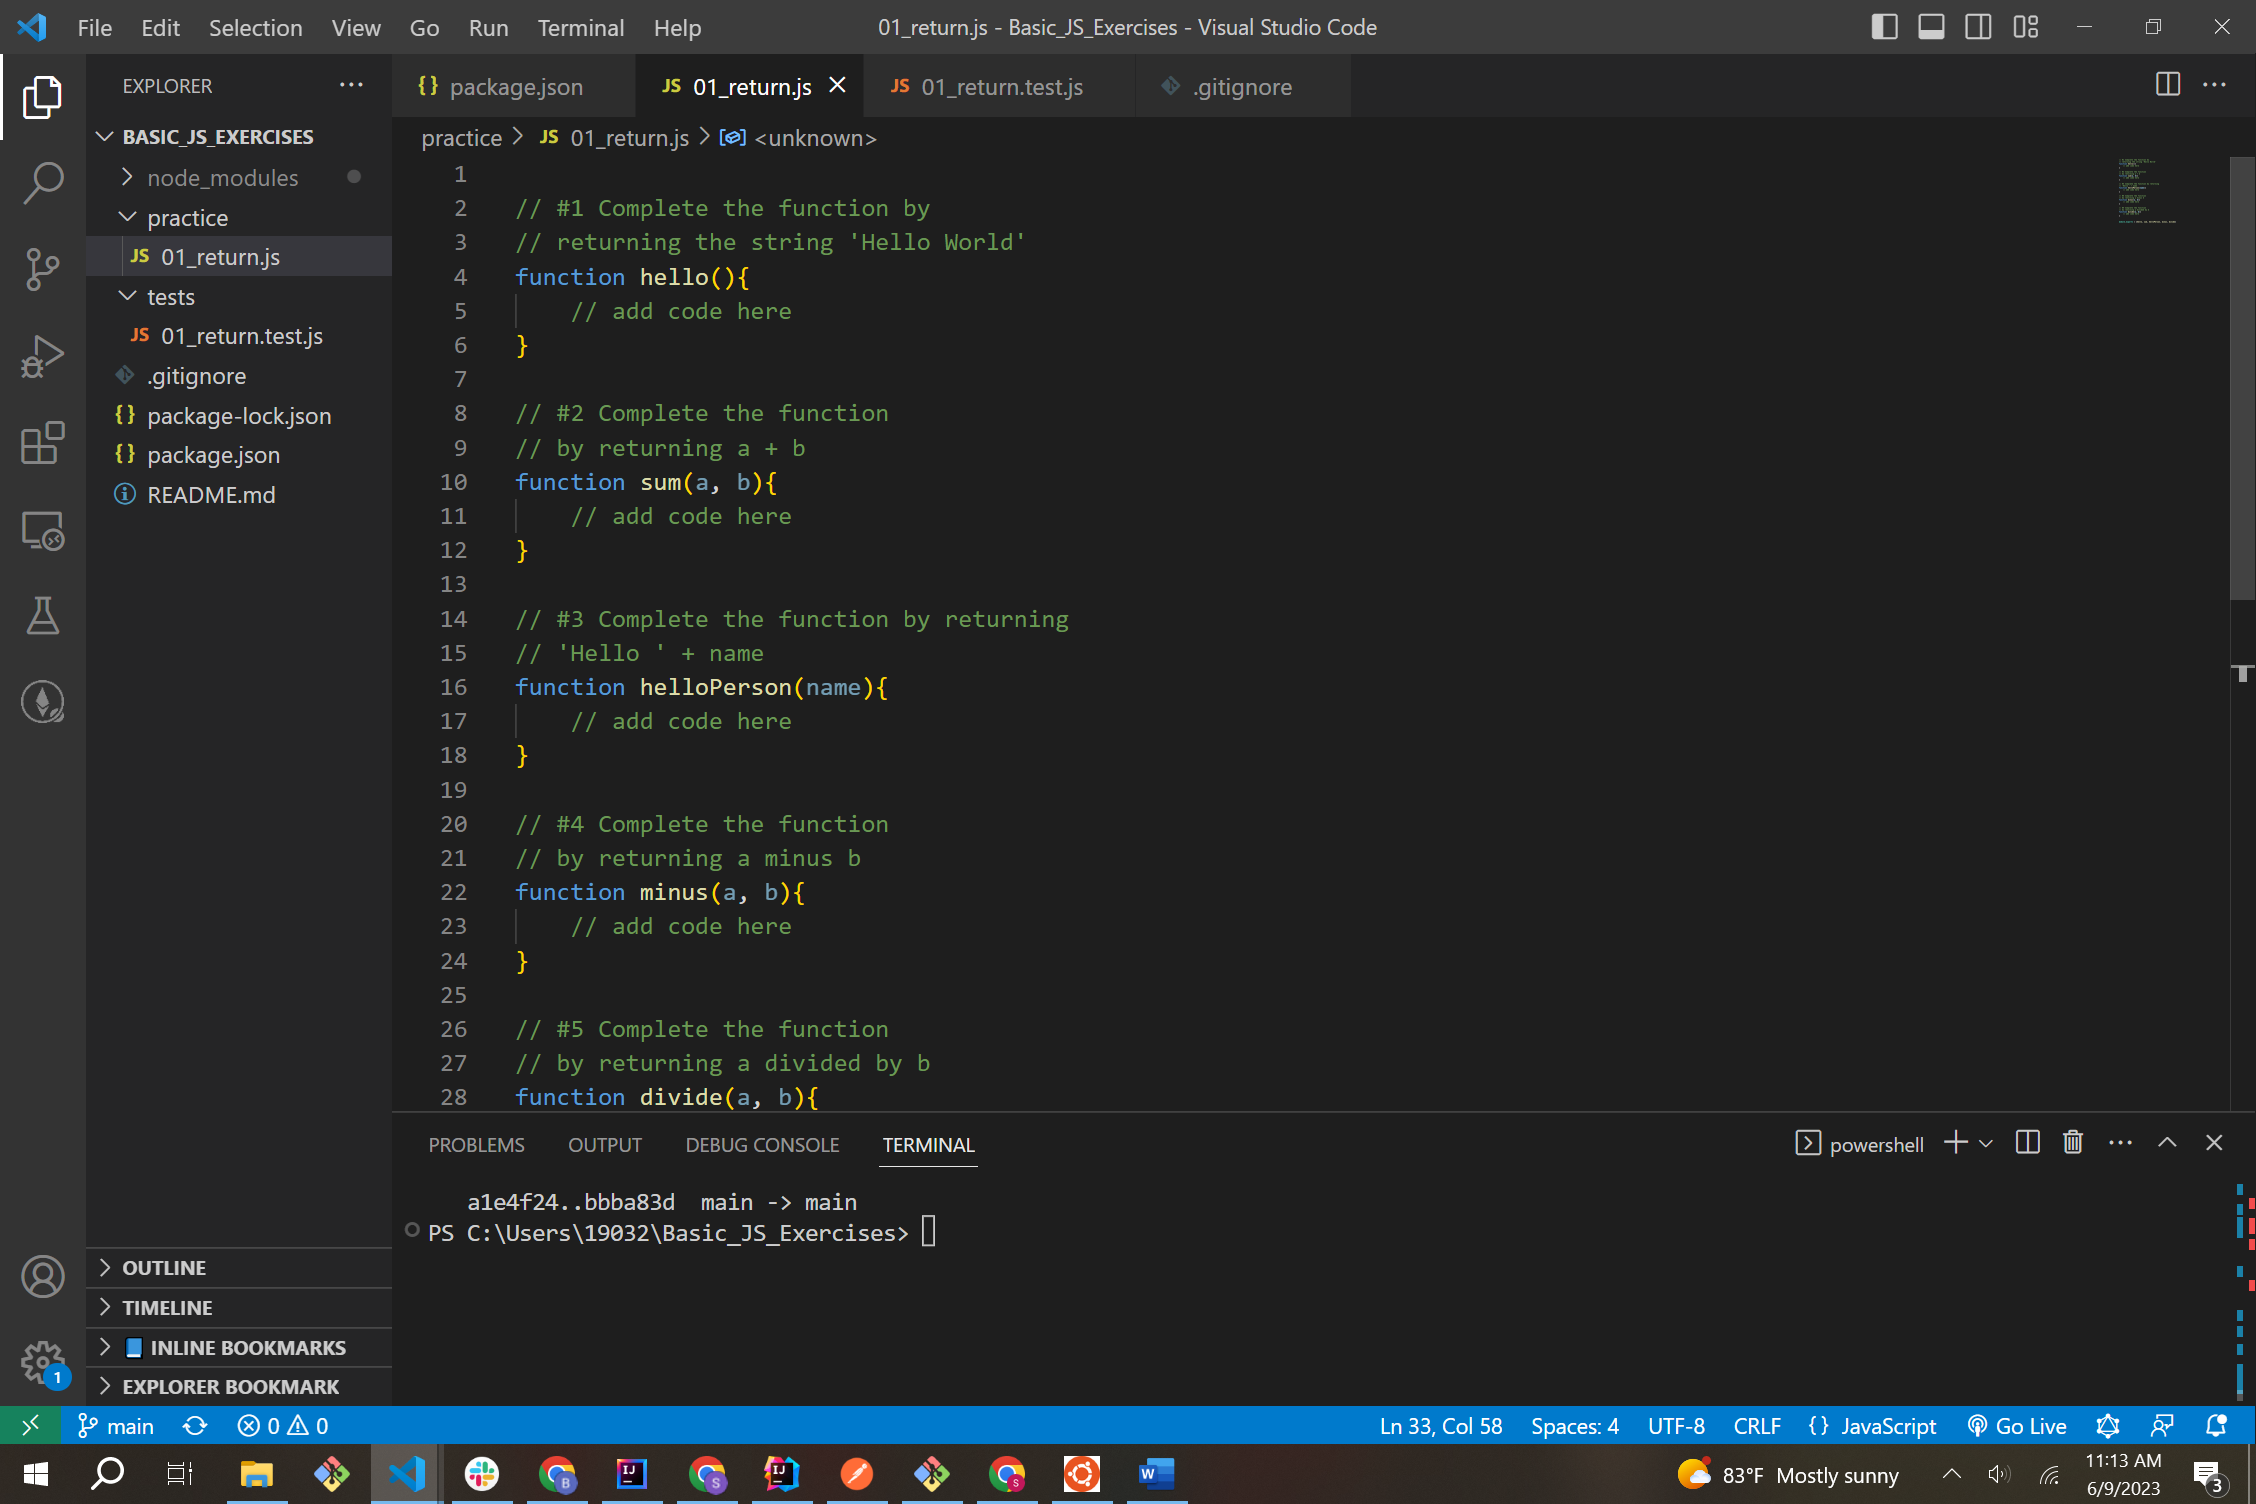 File Edit Selection View Go Run Terminal Help
01_return.js - Basic_JS_Exercises - Visual Studio Code
EXPLORER
BASIC_JS_EXERCISES
node_modules
practice
JS 01_return.js
tests
JS 01_return.test.js
.gitignore
{} package-lock.json
{} package.json
README.md
OUTLINE
TIMELINE
INLINE BOOKMARKS
EXPLORER BOOKMARK
{} package.json
JS 01_return.js
JS 01_return.test.js
.gitignore
practice > JS 01_return.js > <unknown>
1
2 // #1 Complete the function by
3 // returning the string 'Hello World'
4 function hello(){
5 // add code here
6 }
7
8 // #2 Complete the function
9 // by returning a + b
10 function sum(a, b){
11 // add code here
12 }
13
14 // #3 Complete the function by returning
15 // 'Hello ' + name
16 function helloPerson(name){
17 // add code here
18 }
19
20 // #4 Complete the function
21 // by returning a minus b
22 function minus(a, b){
23 // add code here
24 }
25
26 // #5 Complete the function
27 // by returning a divided by b
28 function divide(a, b){
PROBLEMS OUTPUT DEBUG CONSOLE TERMINAL
powershell
a1e4f24..bbba83d main -> main
PS C:\Users\19032\Basic_JS_Exercises>
1
main
0 0
Ln 33, Col 58 Spaces: 4 UTF-8 CRLF {} JavaScript Go Live
B
IJ
S
IJ
S
W
83°F Mostly sunny
11:13 AM
6/9/2023
3